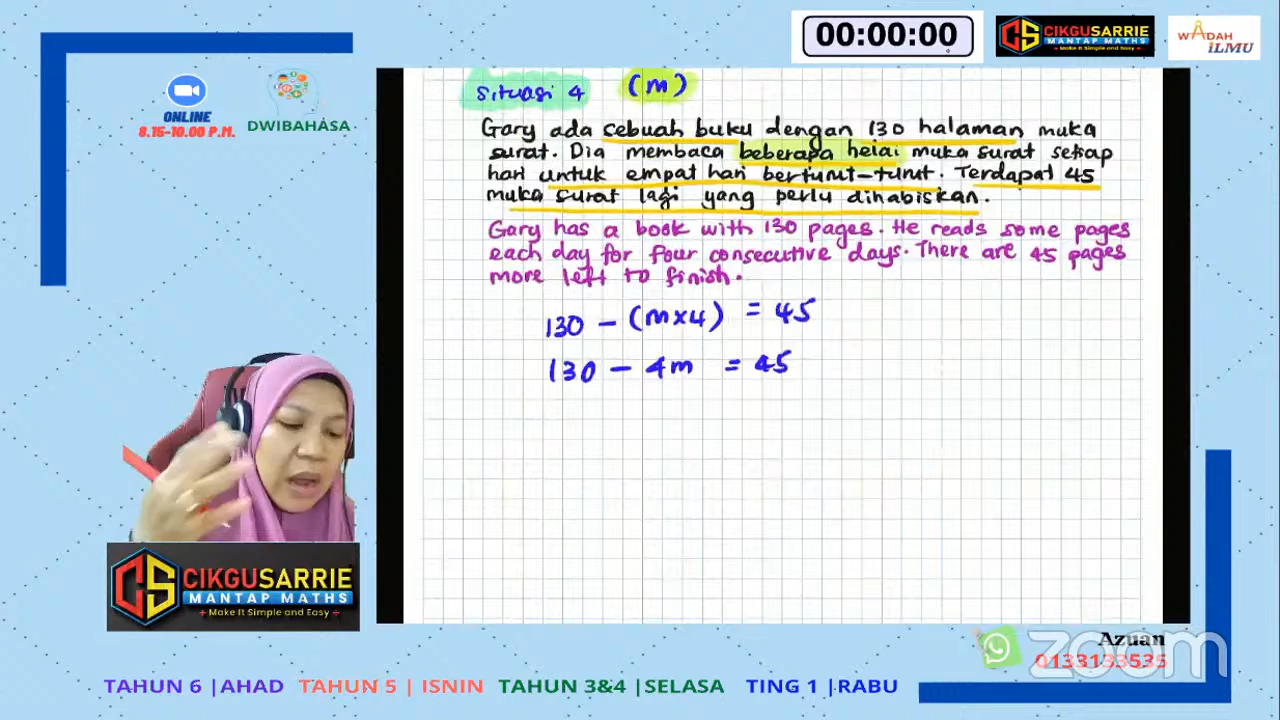 00:00:00
CS CIKGUSARRIE
MANTAP MATHS
Make It Simple and Easy
WADAH
ILMU
ONLINE
8.15-10.00 P.M.
DWIBAHASA
Situasi 4 (m)
Gary ada sebuah buku dengan 130 halaman muka
surat. Dia membaca beberapa helai muka surat setiap
hari untuk empat hari berturut-turut. Terdapat 45
muka surat lagi yang perlu dihabiskan.
Gary has a book with 130 pages. He reads some pages
each day for four consecutive days. There are 45 pages
more left to finish.
130 - (m×4) = 45
130 - 4m = 45
CS CIKGUSARRIE
MANTAP MATHS
+ Make It Simple and Easy +
Azuan
0133133535
zoom
TAHUN 6 |AHAD TAHUN 5 | ISNIN TAHUN 3&4 |SELASA TING 1 |RABU